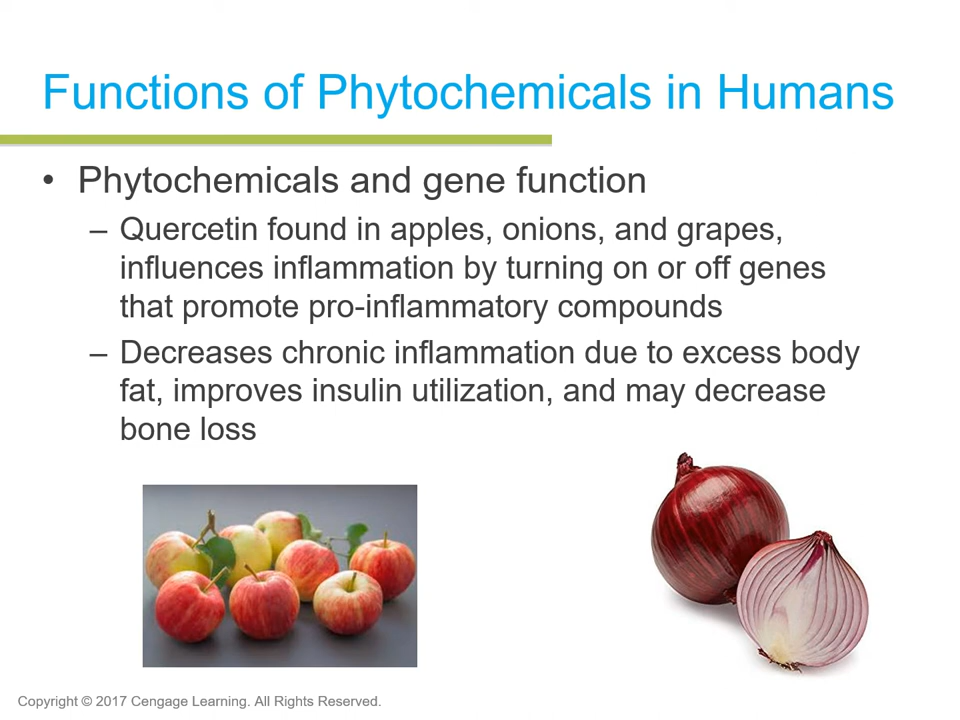 Functions of Phytochemicals in Humans
• Phytochemicals and gene function
– Quercetin found in apples, onions, and grapes,
influences inflammation by turning on or off genes
that promote pro-inflammatory compounds
– Decreases chronic inflammation due to excess body
fat, improves insulin utilization, and may decrease
bone loss
Copyright © 2017 Cengage Learning. All Rights Reserved.